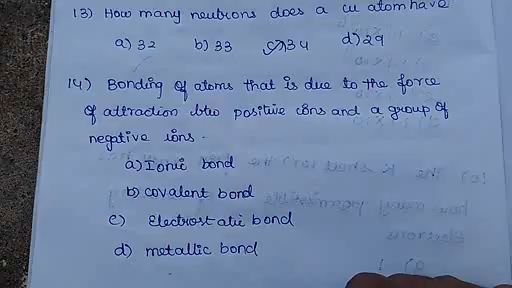 13) How many neutrons does a cu atom have
a) 32 b) 33 c) 34 d) 29
14) Bonding of atoms that is due to the force
of attraction btw positive ions and a group of
negative ions.
a) Ionic bond
b) covalent bond
c) Electrostatic bond
d) metallic bond